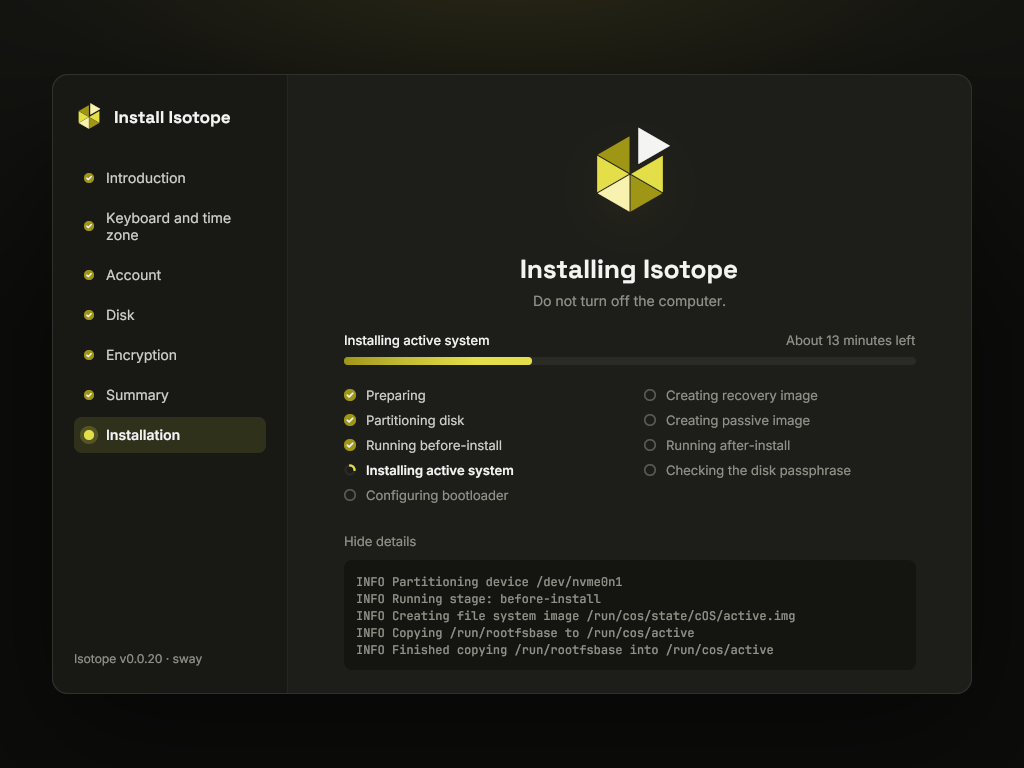 Install Isotope
Introduction
Keyboard and time
zone
Account
Disk
Encryption
Summary
Installation
Isotope v0.0.20 · sway
Installing Isotope
Do not turn off the computer.
Installing active system
About 13 minutes left
Preparing
Partitioning disk
Running before-install
Installing active system
Configuring bootloader
Creating recovery image
Creating passive image
Running after-install
Checking the disk passphrase
Hide details
INFO Partitioning device /dev/nvme0n1
INFO Running stage: before-install
INFO Creating file system image /run/cos/state/cOS/active.img
INFO Copying /run/rootfsbase to /run/cos/active
INFO Finished copying /run/rootfsbase into /run/cos/active